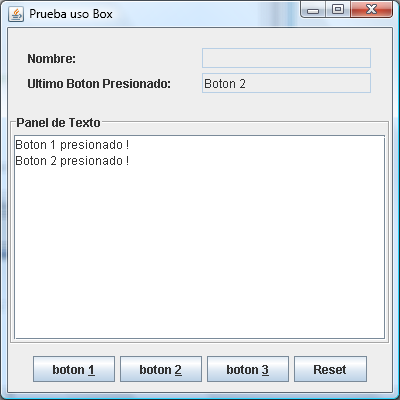 Prueba uso Box
Nombre:
Ultimo Boton Presionado: Boton 2
Panel de Texto
Boton 1 presionado !
Boton 2 presionado !
boton 1 boton 2 boton 3 Reset